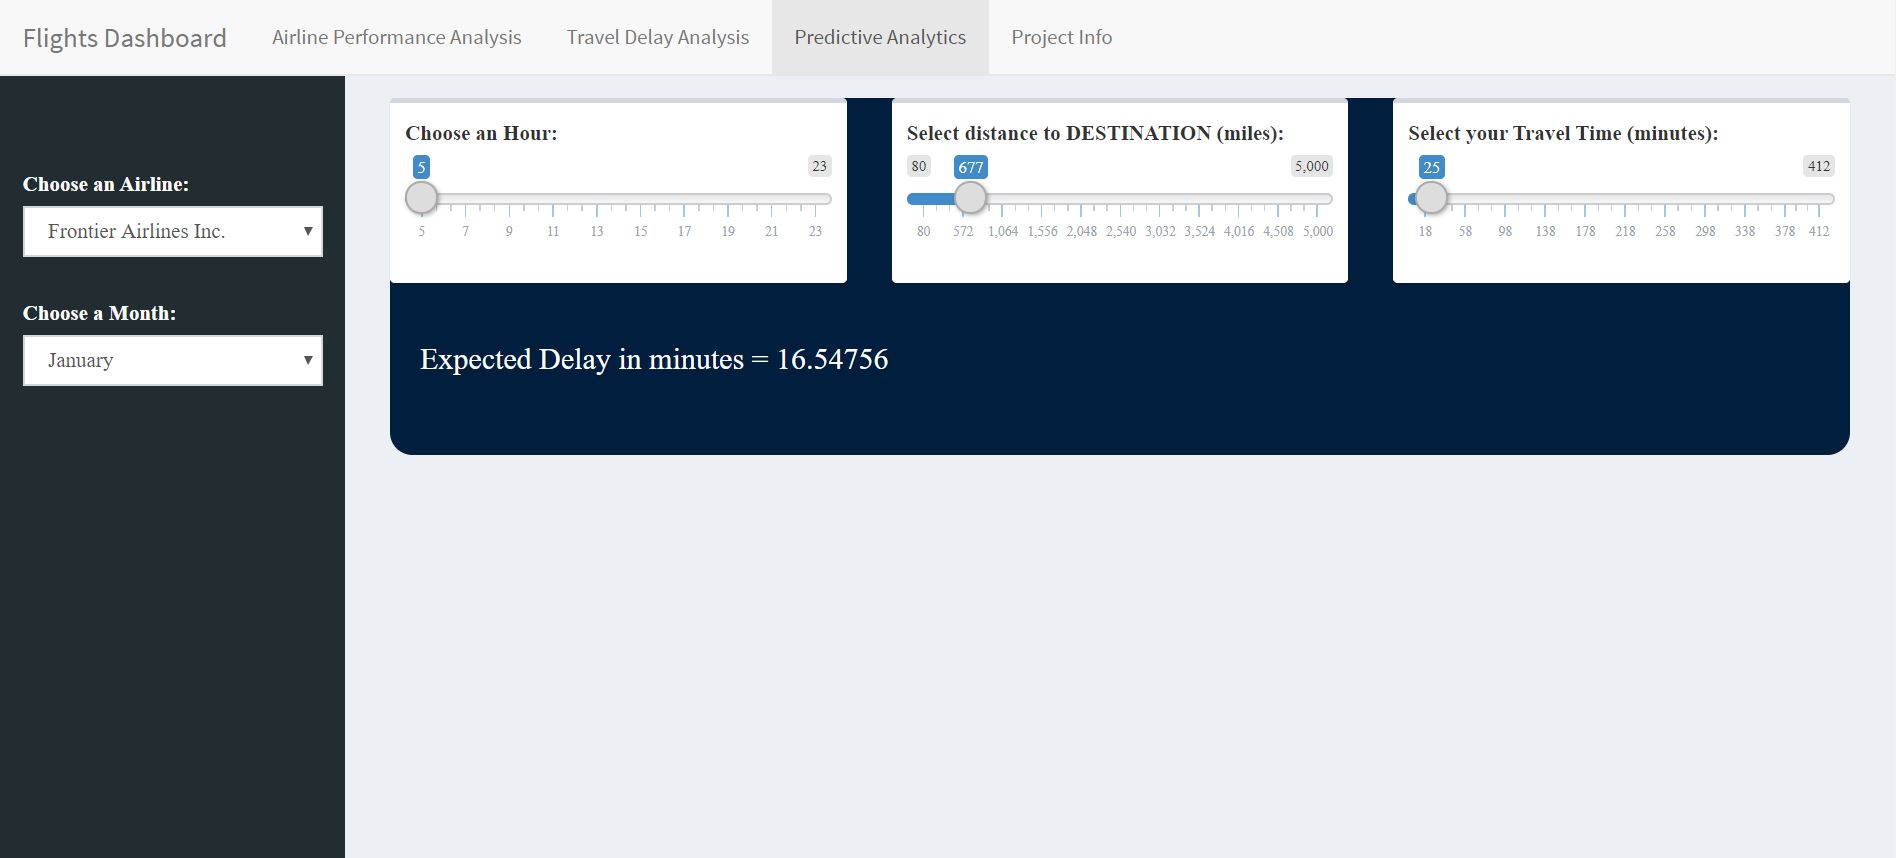 Flights Dashboard Airline Performance Analysis Travel Delay Analysis Predictive Analytics Project Info
Choose an Airline:
Frontier Airlines Inc.
Choose a Month:
January
Choose an Hour:
5 23
5 7 9 11 13 15 17 19 21 23
Select distance to DESTINATION (miles):
80 677 5,000
80 572 1,064 1,556 2,048 2,540 3,032 3,524 4,016 4,508 5,000
Select your Travel Time (minutes):
25 412
18 58 98 138 178 218 258 298 338 378 412
Expected Delay in minutes = 16.54756